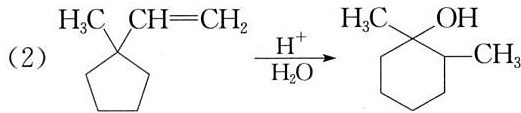 (2) H₃C CH=CH₂ H⁺ H₂O H₃C OH CH₃